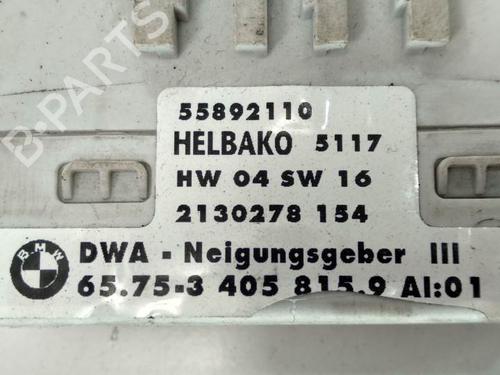 B-PARTS
55892110
HELBAKO 5117
HW 04 SW 16
2130278 154
BMW DWA - Neigungsgeber III
65.75-3 405 815.9 AI:01